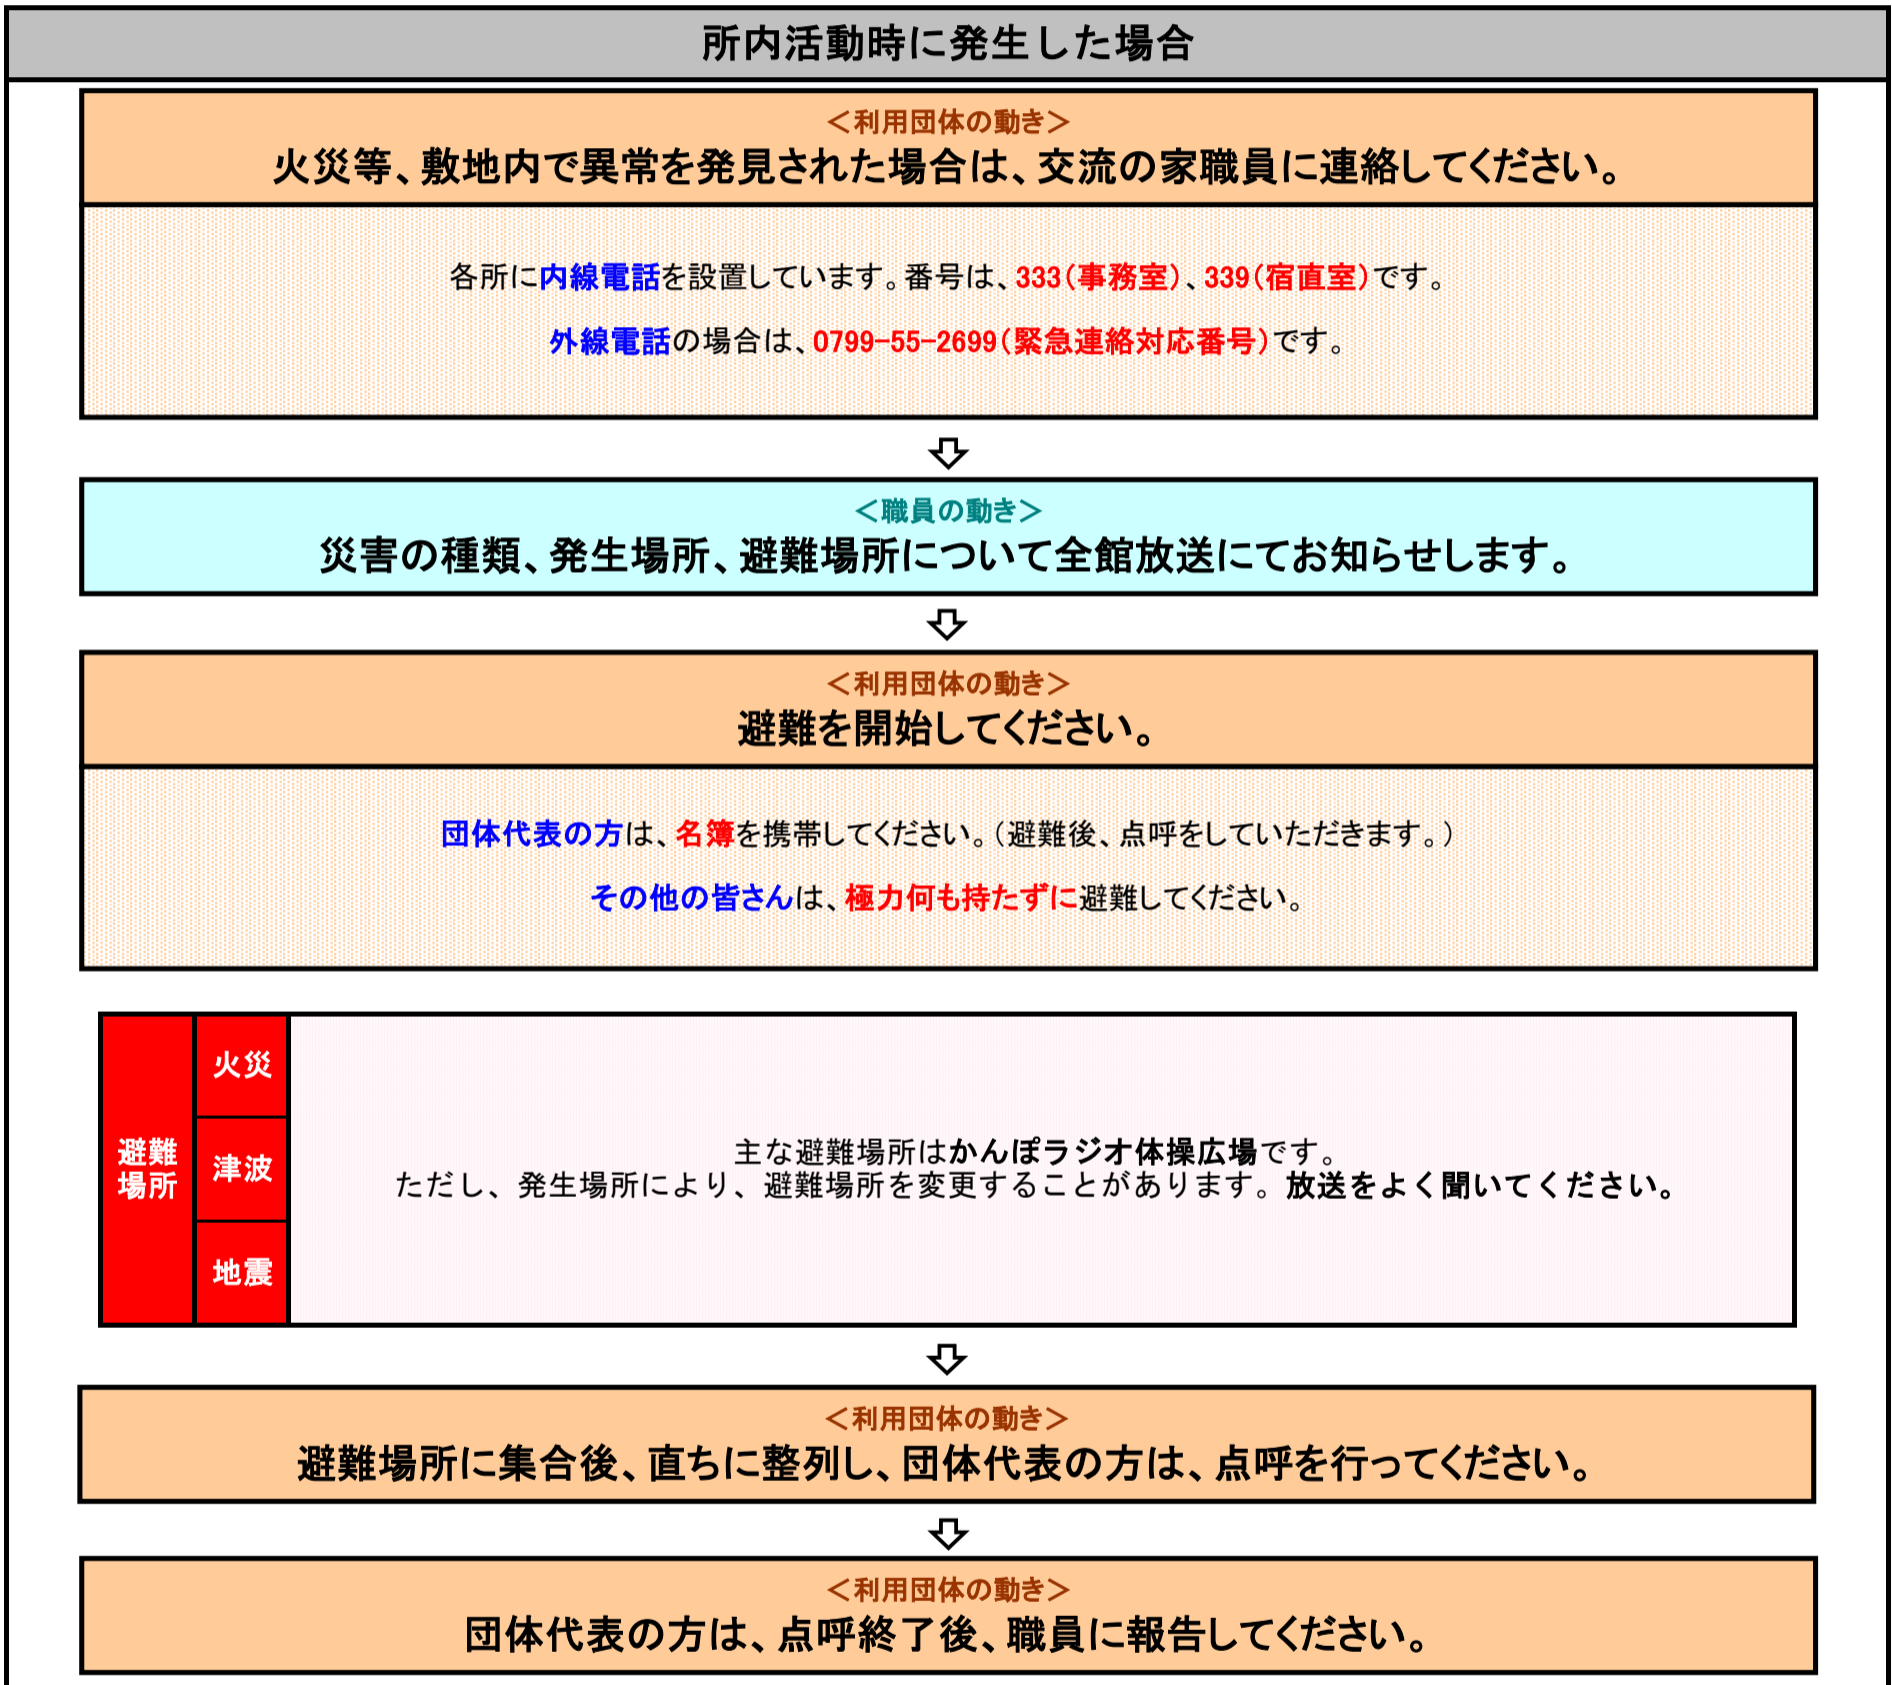 所内活動時に発生した場合
＜利用団体の動き＞
火災等、敷地内で異常を発見された場合は、交流の家職員に連絡してください。
各所に内線電話を設置しています。番号は、333（事務室）、339（宿直室）です。
外線電話の場合は、0799-55-2699（緊急連絡対応番号）です。
＜職員の動き＞
災害の種類、発生場所、避難場所について全館放送にてお知らせします。
＜利用団体の動き＞
避難を開始してください。
団体代表の方は、名簿を携帯してください。（避難後、点呼をしていただきます。）
その他の皆さんは、極力何も持たずに避難してください。
避難
場所
火災
津波
地震
主な避難場所はかんぽラジオ体操広場です。
ただし、発生場所により、避難場所を変更することがあります。放送をよく聞いてください。
＜利用団体の動き＞
避難場所に集合後、直ちに整列し、団体代表の方は、点呼を行ってください。
＜利用団体の動き＞
団体代表の方は、点呼終了後、職員に報告してください。